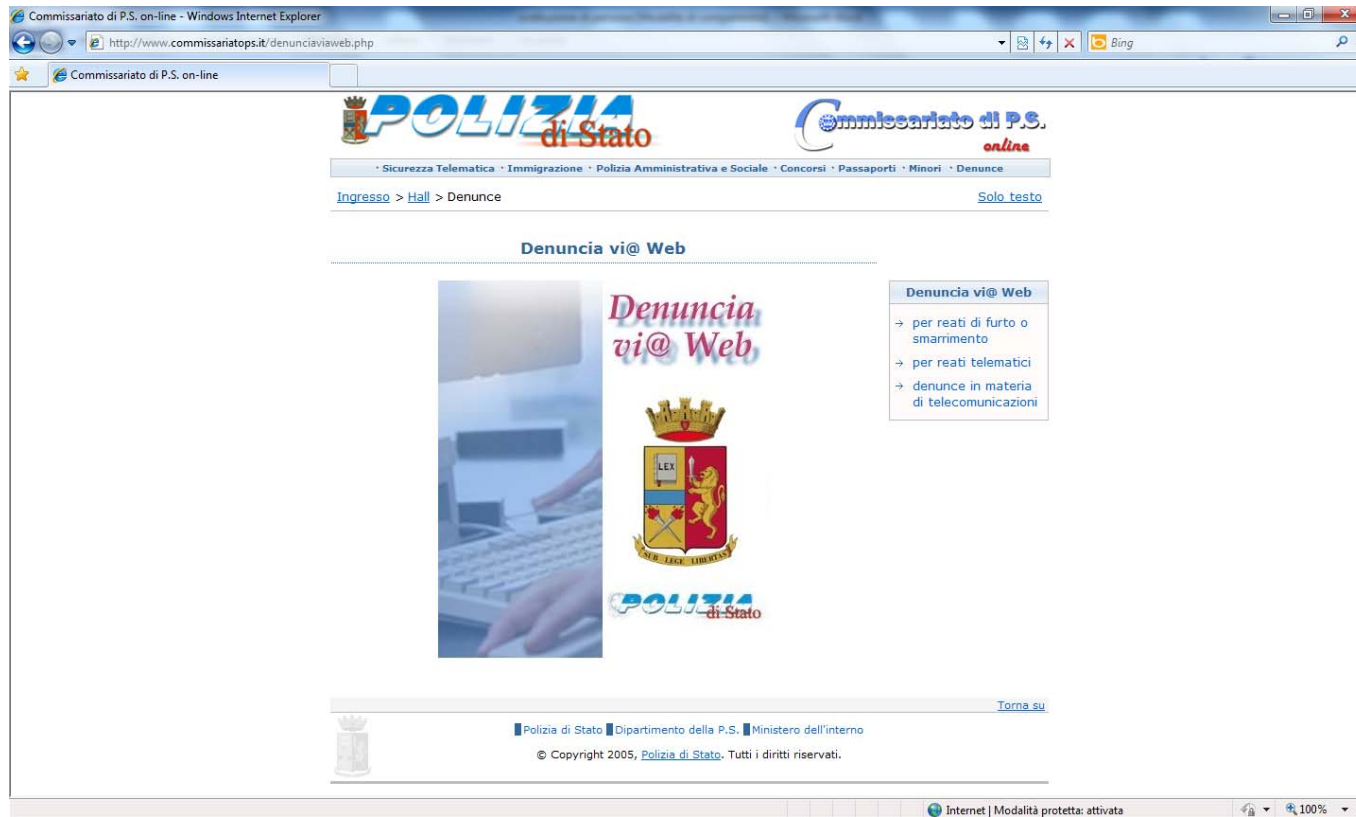 Commissariato di P.S. on-line - Windows Internet Explorer
http://www.commissariatops.it/denunciaviaweb.php
Bing
Commissariato di P.S. on-line
POLIZIA
di Stato
Commissariato di P.S.
online
· Sicurezza Telematica · Immigrazione · Polizia Amministrativa e Sociale · Concorsi · Passaporti · Minori · Denunce
Ingresso > Hall > Denunce
Solo testo
Denuncia vi@ Web
Denuncia
vi@ Web
LEX
SUB LEGE LIBERTAS
POLIZIA
di Stato
Denuncia vi@ Web
→ per reati di furto o
smarrimento
→ per reati telematici
→ denunce in materia
di telecomunicazioni
Torna su
Polizia di Stato Dipartimento della P.S. Ministero dell'interno
© Copyright 2005, Polizia di Stato. Tutti i diritti riservati.
Internet | Modalità protetta: attivata
100%